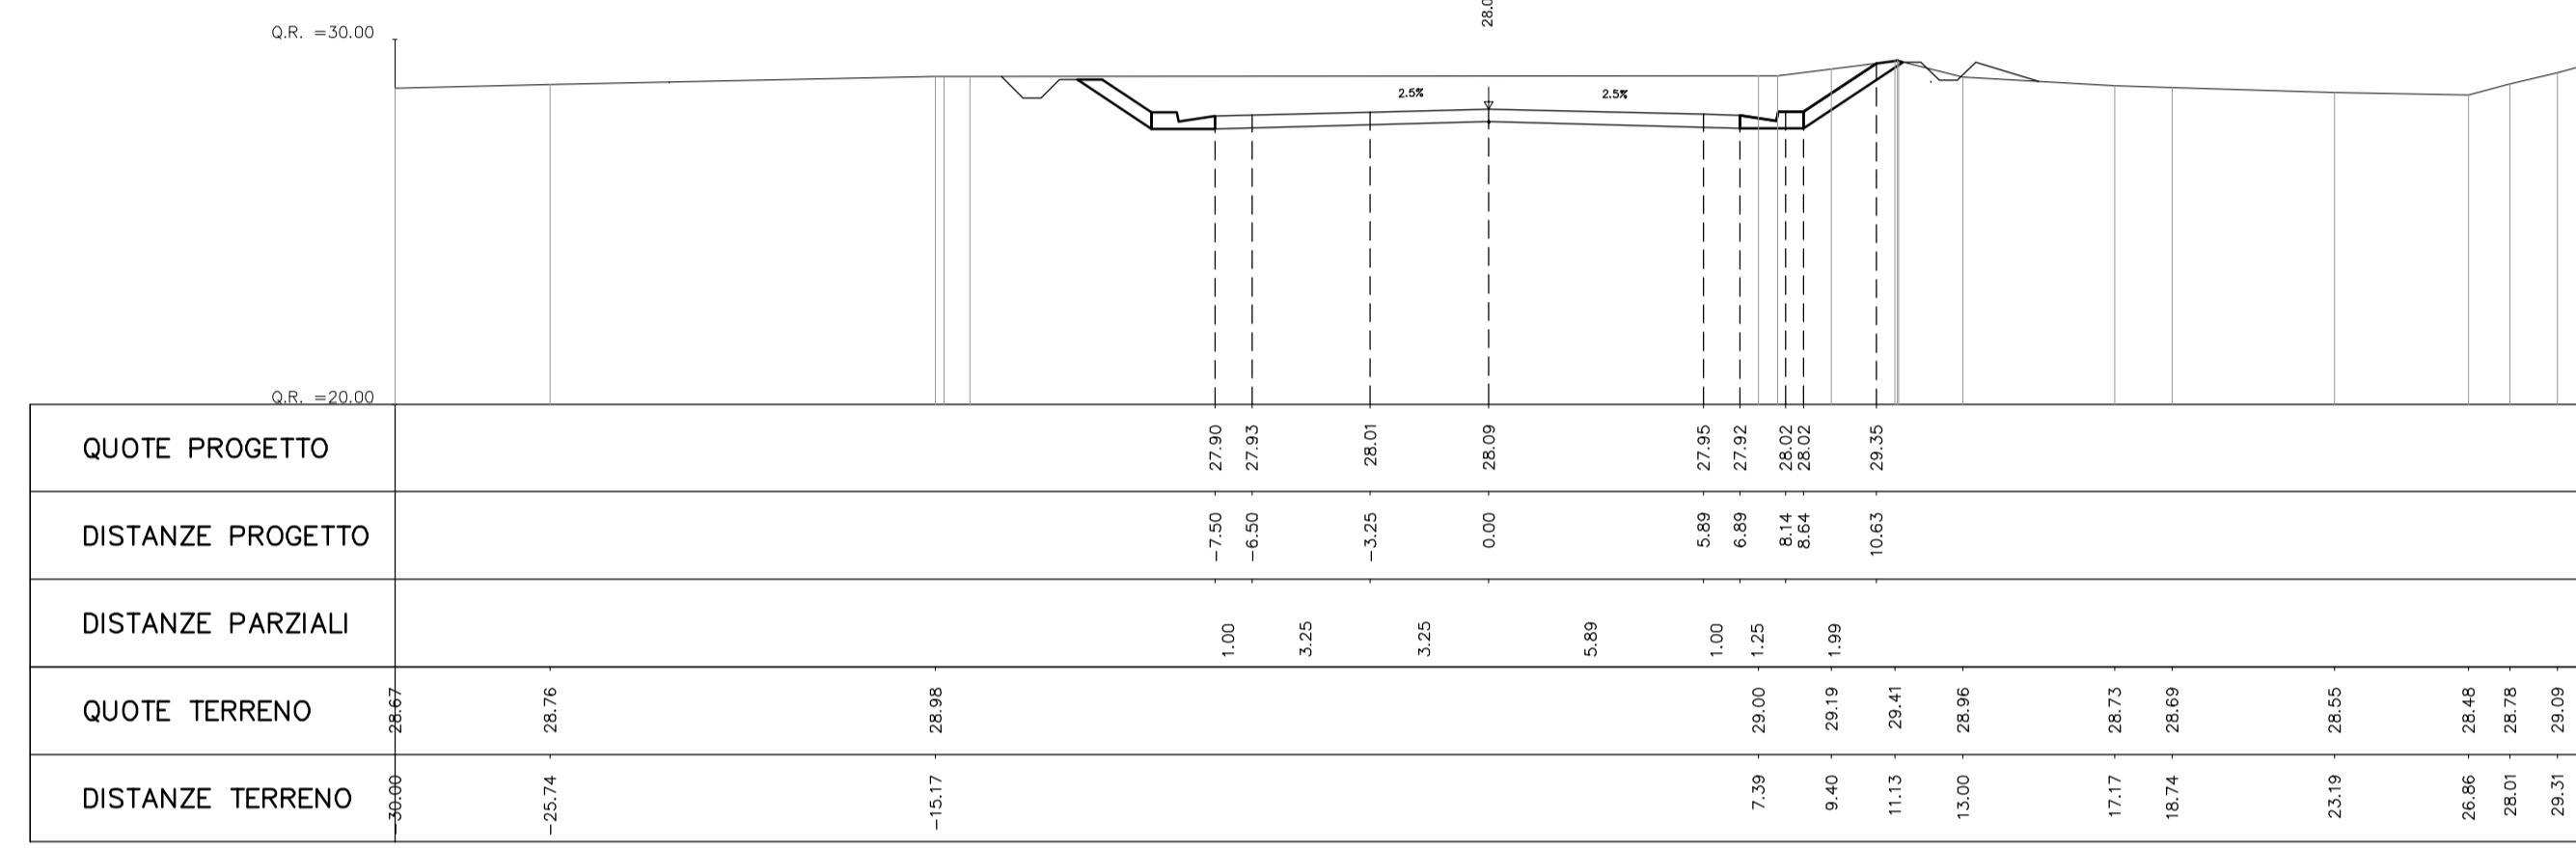 28.0
Q.R. =30.00
2.5% 2.5%
Q.R. =20.00
QUOTE PROGETTO 27.90 27.93 28.01 28.09 27.95 27.92 28.02 28.02 29.35
DISTANZE PROGETTO -7.50 -6.50 -3.25 0.00 5.89 6.89 8.14 8.64 10.63
DISTANZE PARZIALI 1.00 3.25 3.25 5.89 1.00 1.25 1.99
QUOTE TERRENO 28.67 28.76 28.98 29.00 29.19 29.41 28.96 28.73 28.69 28.55 28.48 28.78 29.09
DISTANZE TERRENO -30.00 -25.74 -15.17 7.39 9.40 11.13 13.00 17.17 18.74 23.19 26.86 28.01 29.31